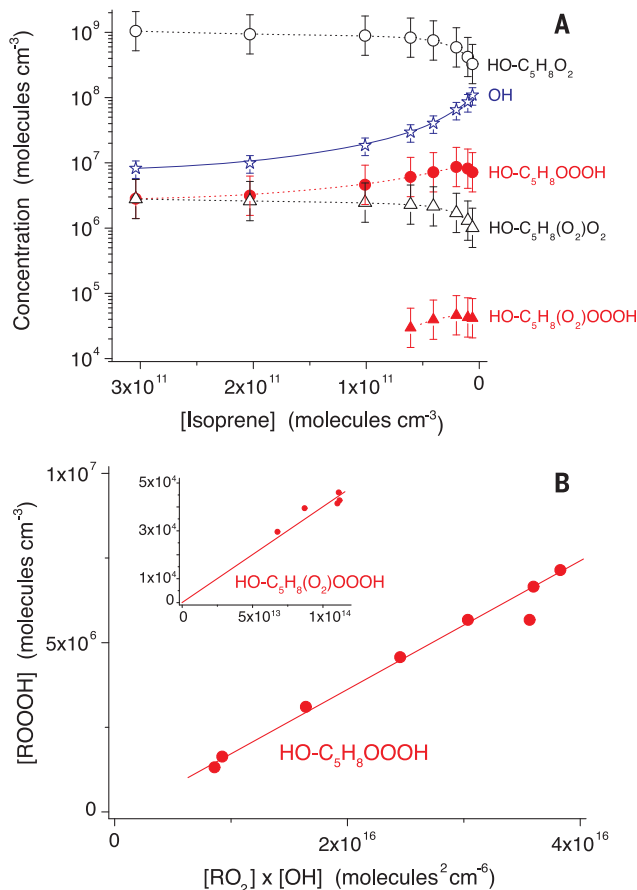 A
10⁹
10⁸
10⁷
10⁶
10⁵
10⁴
Concentration (molecules cm⁻³)
HO-C₅H₈O₂
OH
HO-C₅H₈OOOH
HO-C₅H₈(O₂)O₂
HO-C₅H₈(O₂)OOOH
3x10¹¹ 2x10¹¹ 1x10¹¹ 0
[Isoprene] (molecules cm⁻³)
B
1x10⁷
5x10⁶
0
[ROOOH] (molecules cm⁻³)
5x10⁴
3x10⁴
1x10⁴
0
HO-C₅H₈(O₂)OOOH
5x10¹³ 1x10¹⁴
HO-C₅H₈OOOH
0 2x10¹⁶ 4x10¹⁶
[RO₂] x [OH] (molecules² cm⁻⁶)